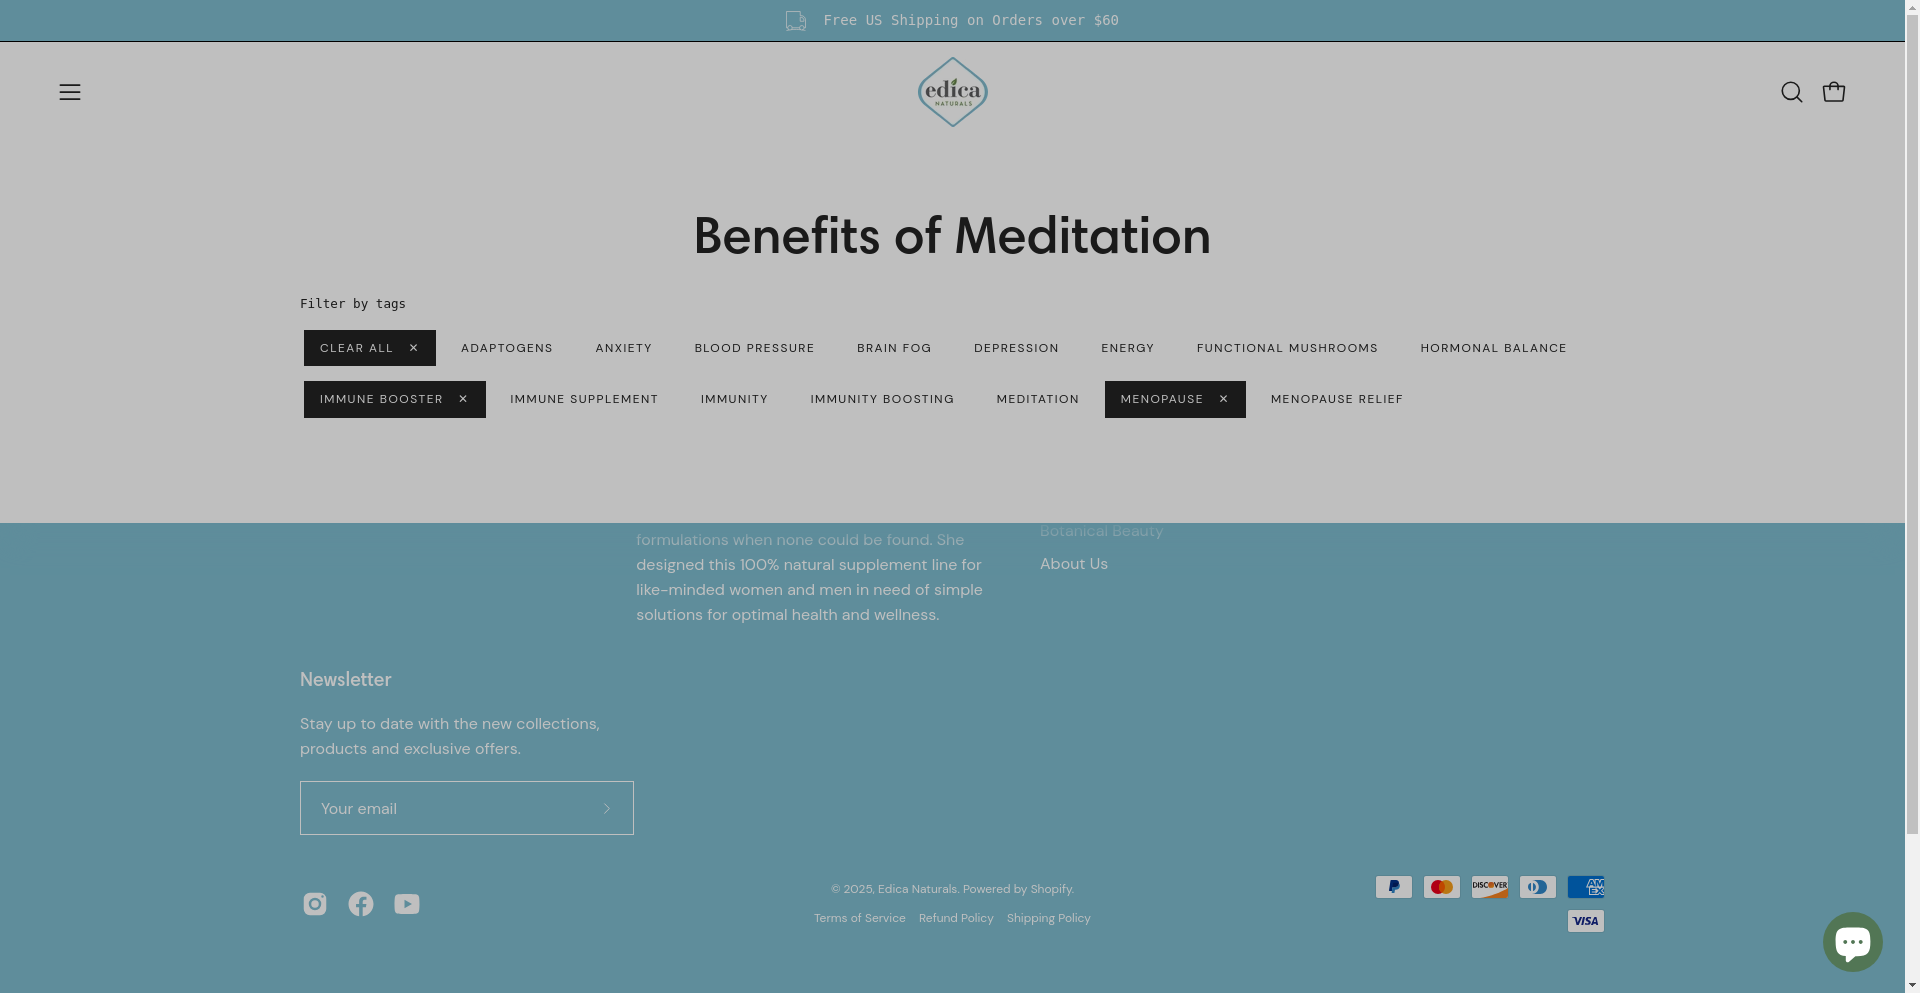 Free US Shipping on Orders over $60
edica
NATURALS
Benefits of Meditation
Filter by tags
CLEAR ALL ✕ ADAPTOGENS ANXIETY BLOOD PRESSURE BRAIN FOG DEPRESSION ENERGY FUNCTIONAL MUSHROOMS HORMONAL BALANCE
IMMUNE BOOSTER ✕ IMMUNE SUPPLEMENT IMMUNITY IMMUNITY BOOSTING MEDITATION MENOPAUSE ✕ MENOPAUSE RELIEF
formulations when none could be found. She
designed this 100% natural supplement line for
like-minded women and men in need of simple
solutions for optimal health and wellness.
Botanical Beauty
About Us
Newsletter
Stay up to date with the new collections,
products and exclusive offers.
Your email
© 2025, Edica Naturals. Powered by Shopify.
Terms of Service Refund Policy Shipping Policy
DISCOVER
AM
EX
VISA